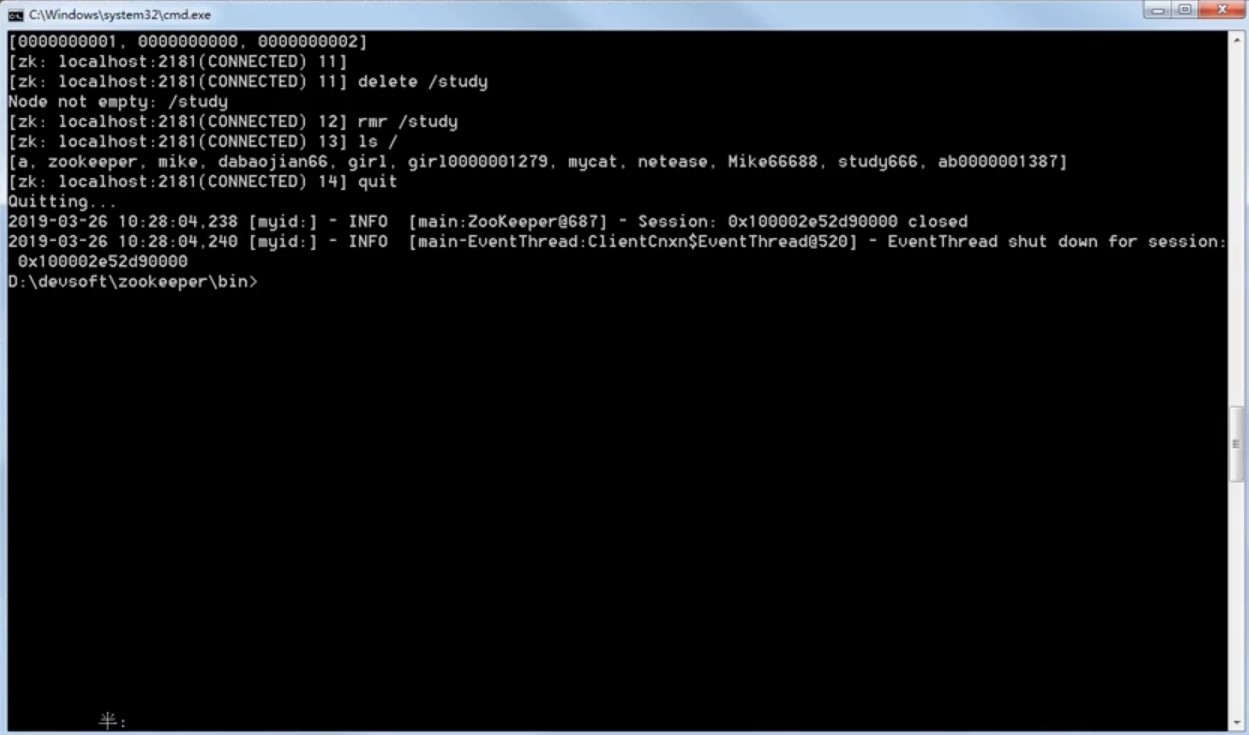 C:\Windows\system32\cmd.exe
[0000000001, 0000000000, 0000000002]
[zk: localhost:2181(CONNECTED) 11]
[zk: localhost:2181(CONNECTED) 11] delete /study
Node not empty: /study
[zk: localhost:2181(CONNECTED) 12] rmr /study
[zk: localhost:2181(CONNECTED) 13] ls /
[a, zookeeper, mike, dabaojian66, girl, girl0000001279, mycat, netease, Mike66688, study666, ab0000001387]
[zk: localhost:2181(CONNECTED) 14] quit
Quitting...
2019-03-26 10:28:04,238 [myid:] - INFO  [main:ZooKeeper@687] - Session: 0x100002e52d90000 closed
2019-03-26 10:28:04,240 [myid:] - INFO  [main-EventThread:ClientCnxn$EventThread@520] - EventThread shut down for session:
 0x100002e52d90000
D:\devsoft\zookeeper\bin>
半: